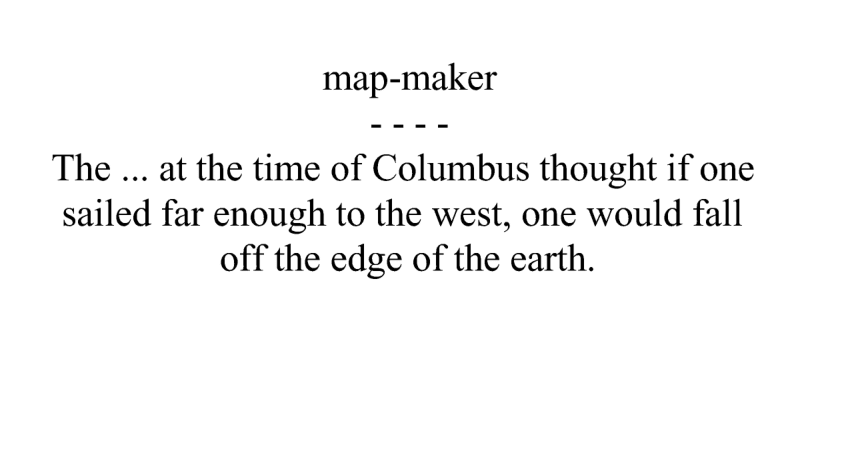 map-maker
- - - -
The ... at the time of Columbus thought if one
sailed far enough to the west, one would fall
off the edge of the earth.